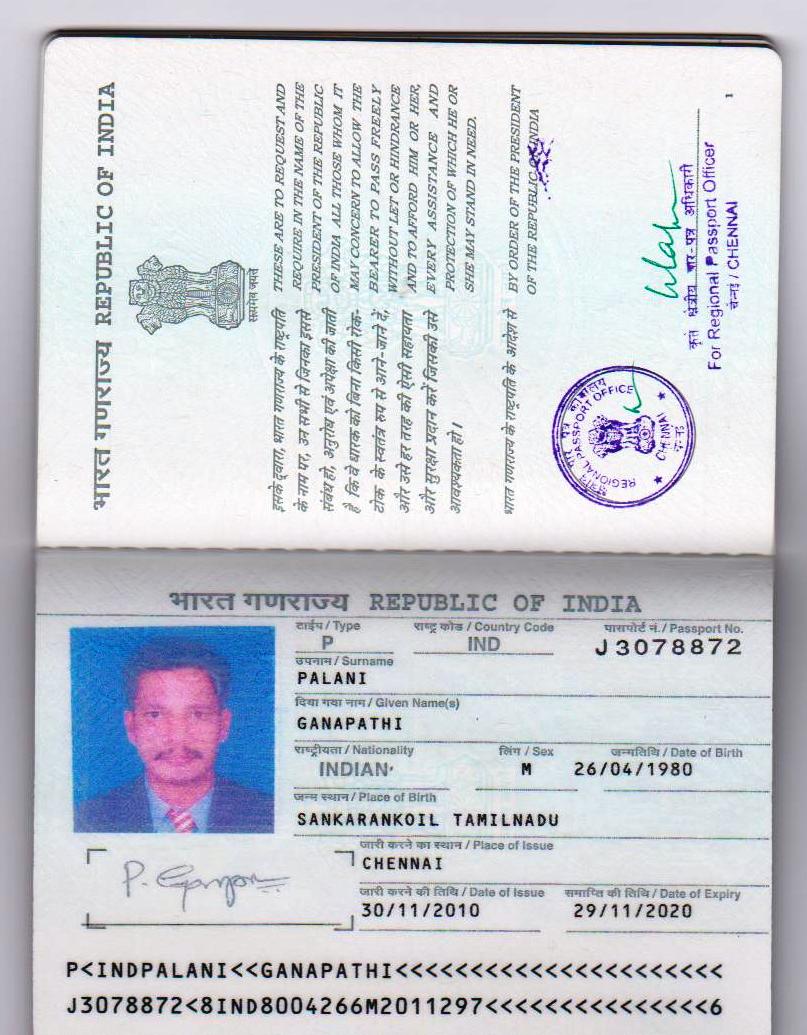 भारत गणराज्य REPUBLIC OF INDIA
सत्यमेव जयते
इसके द्वारा, भारत गणराज्य के राष्ट्रपति
के नाम पर, उन सभी से जिनका इससे
संबंध हो, अनुरोध एवं अपेक्षा की जाती
है कि वे धारक को बिना किसी रोक-
टोक के स्वतंत्र रूप से आने-जाने दें,
और उसे हर तरह की ऐसी सहायता
और सुरक्षा प्रदान करें जिसकी उसे
आवश्यकता हो।
THESE ARE TO REQUEST AND
REQUIRE IN THE NAME OF THE
PRESIDENT OF THE REPUBLIC
OF INDIA ALL THOSE WHOM IT
MAY CONCERN TO ALLOW THE
BEARER TO PASS FREELY
WITHOUT LET OR HINDRANCE
AND TO AFFORD HIM OR HER,
EVERY ASSISTANCE AND
PROTECTION OF WHICH HE OR
SHE MAY STAND IN NEED.
भारत गणराज्य के राष्ट्रपति के आदेश से
BY ORDER OF THE PRESIDENT
OF THE REPUBLIC OF INDIA
REGIONAL PASSPORT OFFICE
CHENNAI
कृते क्षेत्रीय पार-पत्र अधिकारी
For Regional Passport Officer
चेन्नई / CHENNAI
1
भारत गणराज्य REPUBLIC OF INDIA
टाईप / Type राष्ट्र कोड / Country Code पासपोर्ट नं. / Passport No.
P IND J3078872
उपनाम / Surname
PALANI
दिया गया नाम / Given Name(s)
GANAPATHI
राष्ट्रीयता / Nationality लिंग / Sex जन्मतिथि / Date of Birth
INDIAN M 26/04/1980
जन्म स्थान / Place of Birth
SANKARANKOIL TAMILNADU
जारी करने का स्थान / Place of Issue
CHENNAI
जारी करने की तिथि / Date of Issue समाप्ति की तिथि / Date of Expiry
30/11/2010 29/11/2020
P<INDPALANI<<GANAPATHI<<<<<<<<<<<<<<<<<<<<<<
J3078872<8IND8004266M2011297<<<<<<<<<<<<<<<6